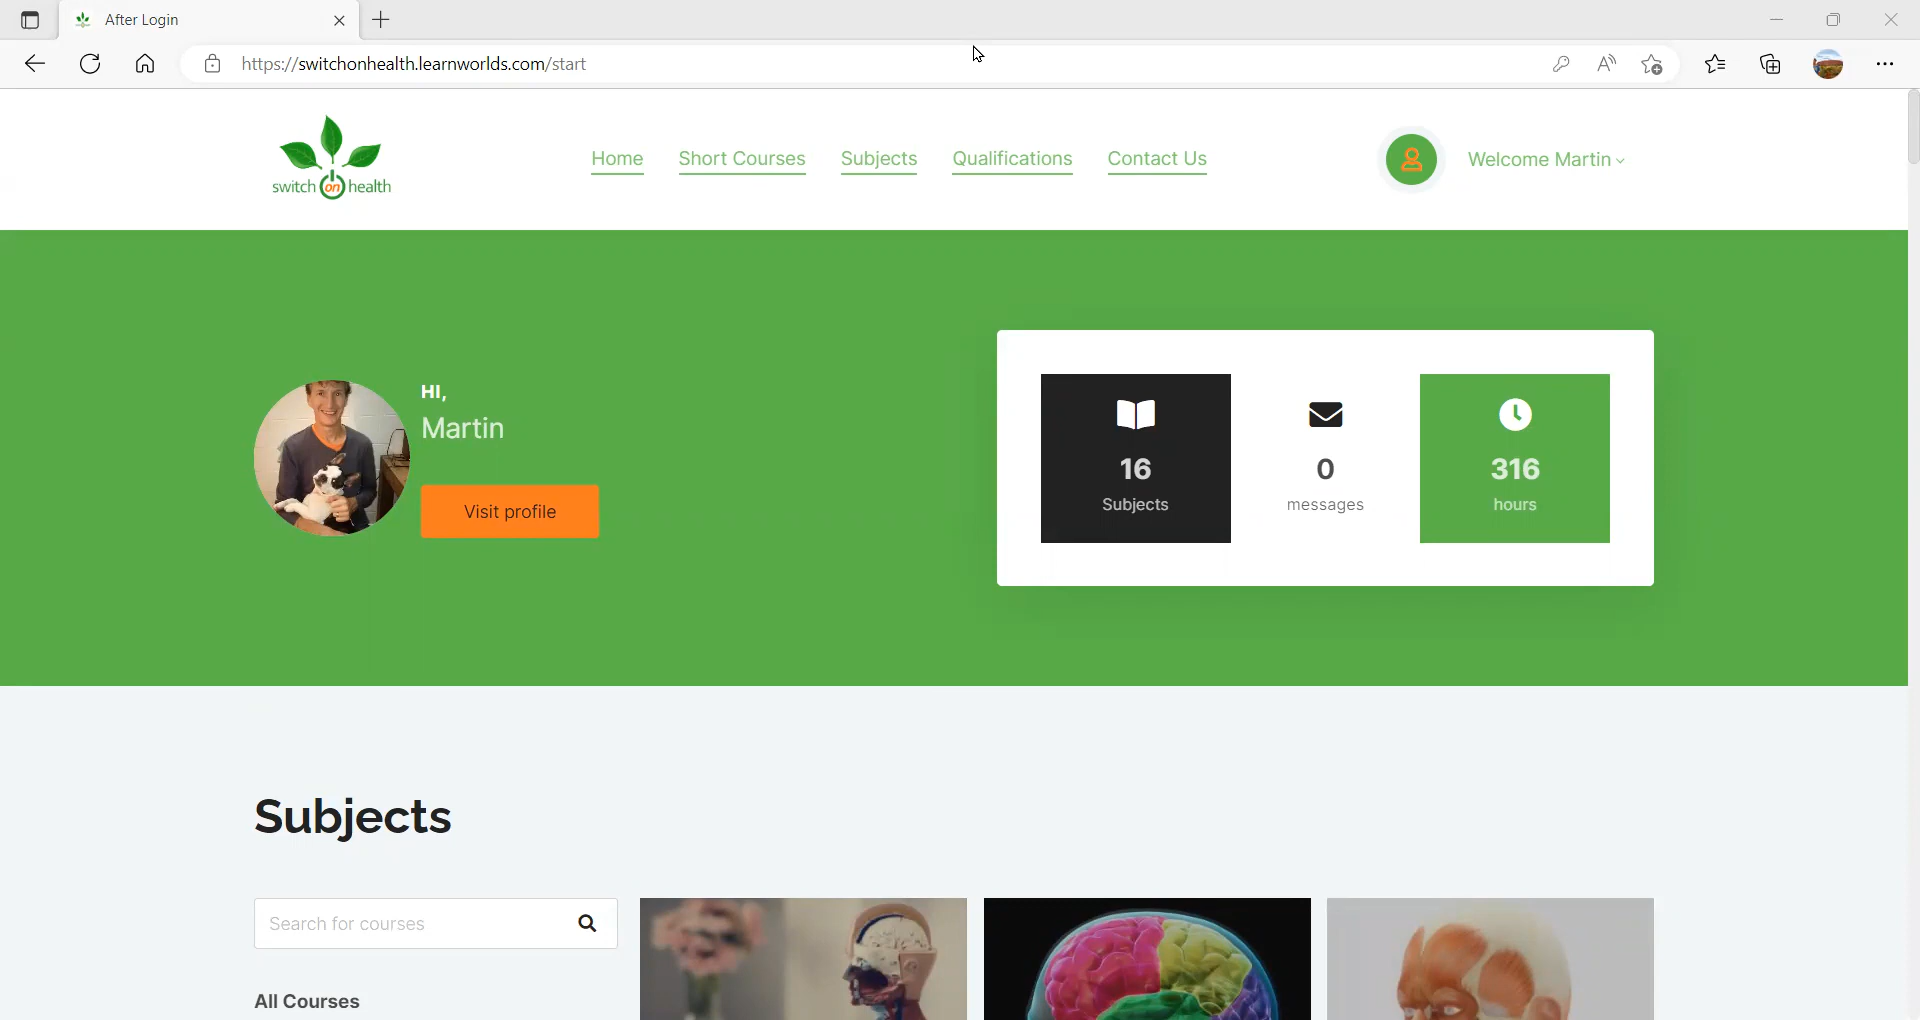 After Login
https://switchonhealth.learnworlds.com/start
switch on health
Home Short Courses Subjects Qualifications Contact Us
Welcome Martin
HI,
Martin
Visit profile
16
Subjects
0
messages
316
hours
Subjects
Search for courses
All Courses